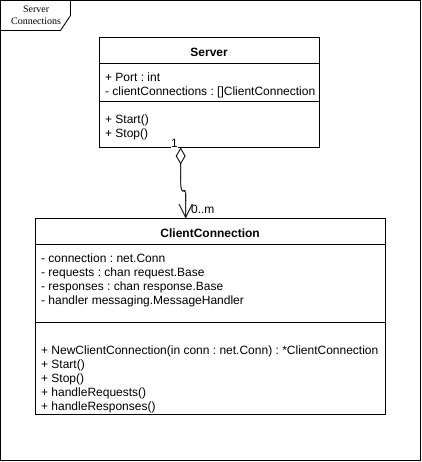 Server
Connections
Server
+ Port : int
- clientConnections : []ClientConnection
+ Start()
+ Stop()
1
0..m
ClientConnection
- connection : net.Conn
- requests : chan request.Base
- responses : chan response.Base
- handler messaging.MessageHandler
+ NewClientConnection(in conn : net.Conn) : *ClientConnection
+ Start()
+ Stop()
+ handleRequests()
+ handleResponses()